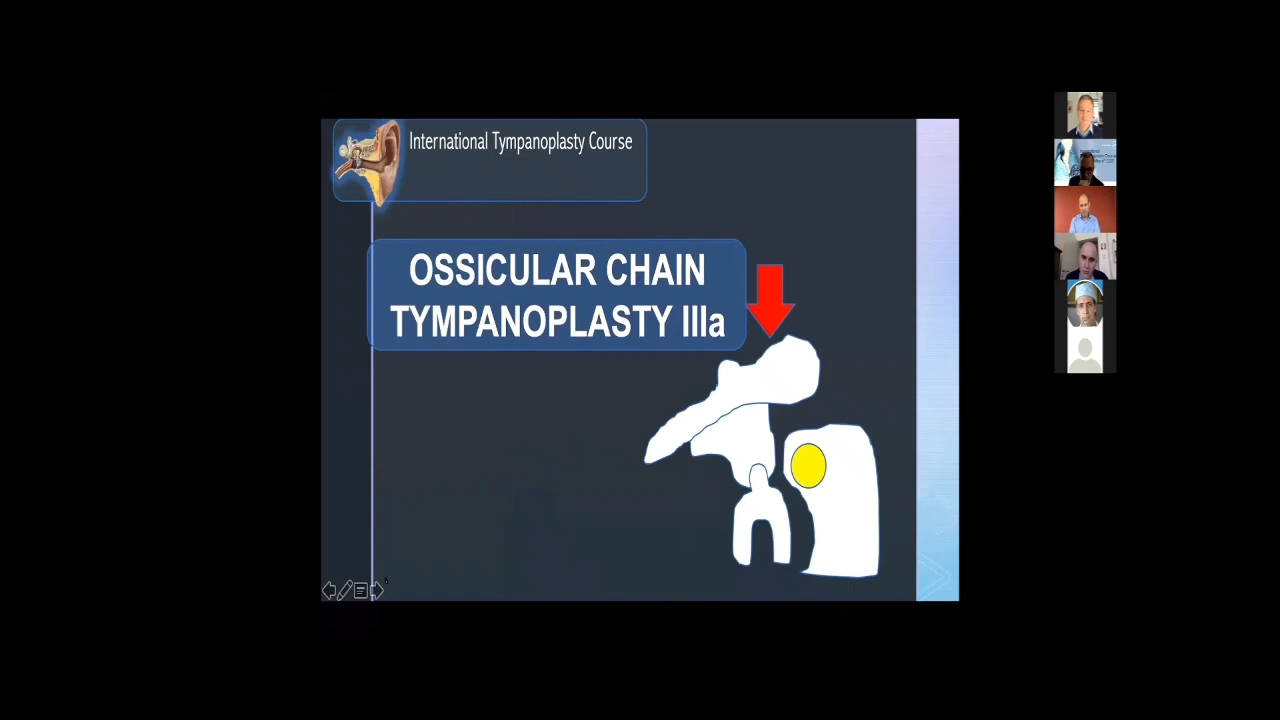 International Tympanoplasty Course
OSSICULAR CHAIN
TYMPANOPLASTY IIIa